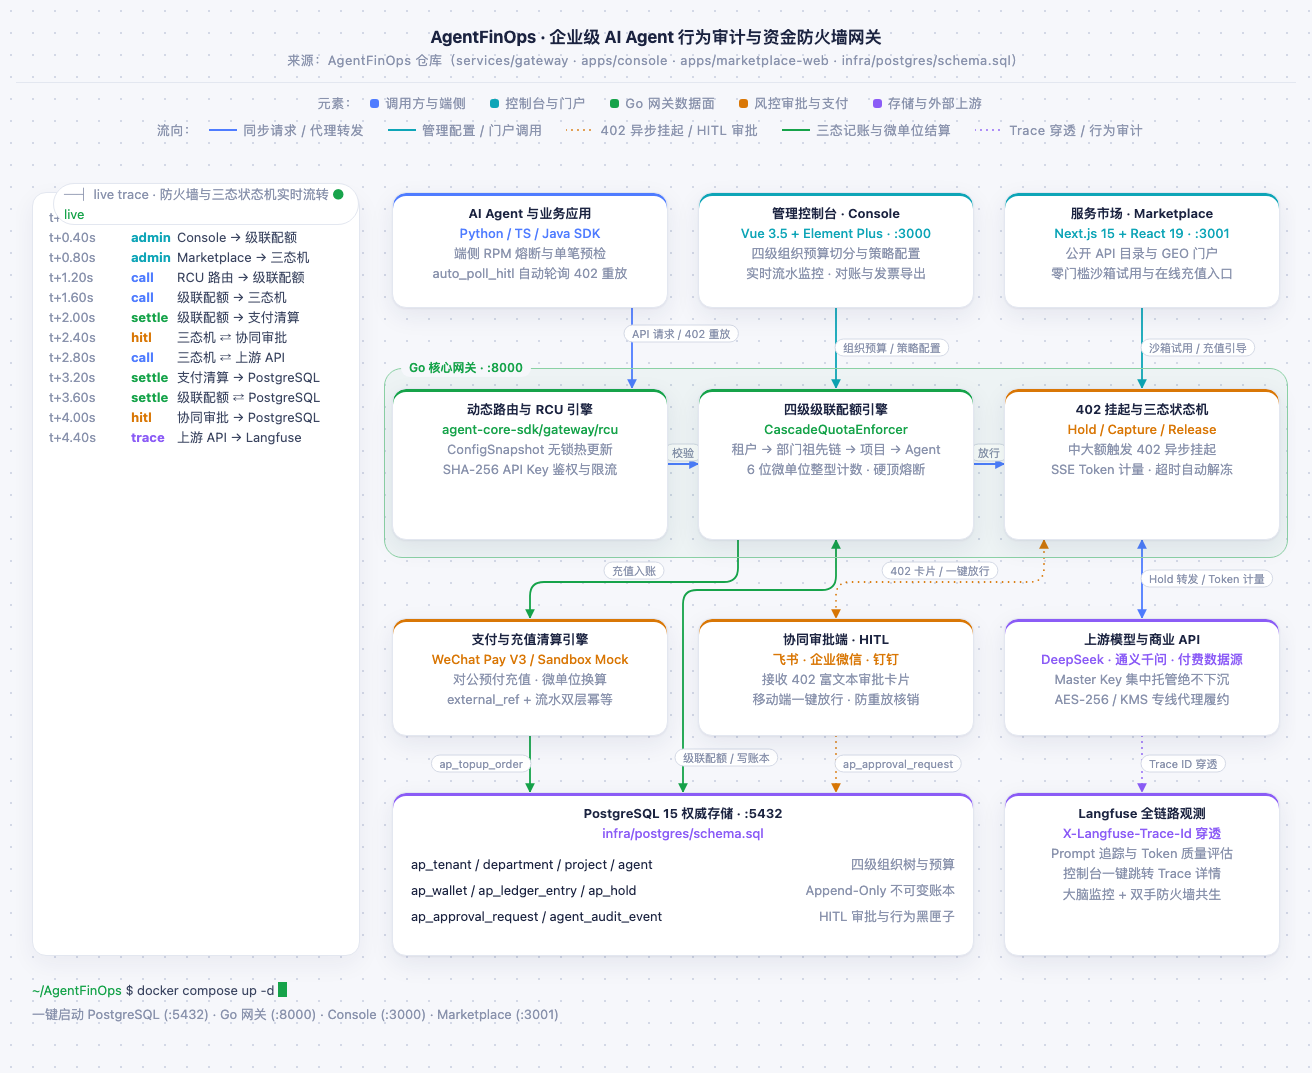 AgentFinOps · 企业级 AI Agent 行为审计与资金防火墙网关
来源：AgentFinOps 仓库（services/gateway · apps/console · apps/marketplace-web · infra/postgres/schema.sql）
元素： 调用方与端侧 控制台与门户 Go 网关数据面 风控审批与支付 存储与外部上游
流向： 同步请求 / 代理转发 管理配置 / 门户调用 402 异步挂起 / HITL 审批 三态记账与微单位结算 Trace 穿透 / 行为审计
live trace · 防火墙与三态状态机实时流转
live
t+
t+0.40s admin Console → 级联配额
t+0.80s admin Marketplace → 三态机
t+1.20s call RCU 路由 → 级联配额
t+1.60s call 级联配额 → 三态机
t+2.00s settle 级联配额 → 支付清算
t+2.40s hitl 三态机 ⇄ 协同审批
t+2.80s call 三态机 ⇄ 上游 API
t+3.20s settle 支付清算 → PostgreSQL
t+3.60s settle 级联配额 ⇄ PostgreSQL
t+4.00s hitl 协同审批 → PostgreSQL
t+4.40s trace 上游 API → Langfuse
AI Agent 与业务应用
Python / TS / Java SDK
端侧 RPM 熔断与单笔预检
auto_poll_hitl 自动轮询 402 重放
管理控制台 · Console
Vue 3.5 + Element Plus · :3000
四级组织预算切分与策略配置
实时流水监控 · 对账与发票导出
服务市场 · Marketplace
Next.js 15 + React 19 · :3001
公开 API 目录与 GEO 门户
零门槛沙箱试用与在线充值入口
API 请求 / 402 重放
组织预算 / 策略配置
沙箱试用 / 充值引导
Go 核心网关 · :8000
动态路由与 RCU 引擎
agent-core-sdk/gateway/rcu
ConfigSnapshot 无锁热更新
SHA-256 API Key 鉴权与限流
校验
四级级联配额引擎
CascadeQuotaEnforcer
租户 → 部门祖先链 → 项目 → Agent
6 位微单位整型计数 · 硬顶熔断
放行
402 挂起与三态状态机
Hold / Capture / Release
中大额触发 402 异步挂起
SSE Token 计量 · 超时自动解冻
充值入账
402 卡片 / 一键放行
Hold 转发 / Token 计量
支付与充值清算引擎
WeChat Pay V3 / Sandbox Mock
对公预付充值 · 微单位换算
external_ref + 流水双层幂等
协同审批端 · HITL
飞书 · 企业微信 · 钉钉
接收 402 富文本审批卡片
移动端一键放行 · 防重放核销
上游模型与商业 API
DeepSeek · 通义千问 · 付费数据源
Master Key 集中托管绝不下沉
AES-256 / KMS 专线代理履约
ap_topup_order
级联配额 / 写账本
ap_approval_request
Trace ID 穿透
PostgreSQL 15 权威存储 · :5432
infra/postgres/schema.sql
ap_tenant / department / project / agent 四级组织树与预算
ap_wallet / ap_ledger_entry / ap_hold Append-Only 不可变账本
ap_approval_request / agent_audit_event HITL 审批与行为黑匣子
Langfuse 全链路观测
X-Langfuse-Trace-Id 穿透
Prompt 追踪与 Token 质量评估
控制台一键跳转 Trace 详情
大脑监控 + 双手防火墙共生
~/AgentFinOps $ docker compose up -d
一键启动 PostgreSQL (:5432) · Go 网关 (:8000) · Console (:3000) · Marketplace (:3001)